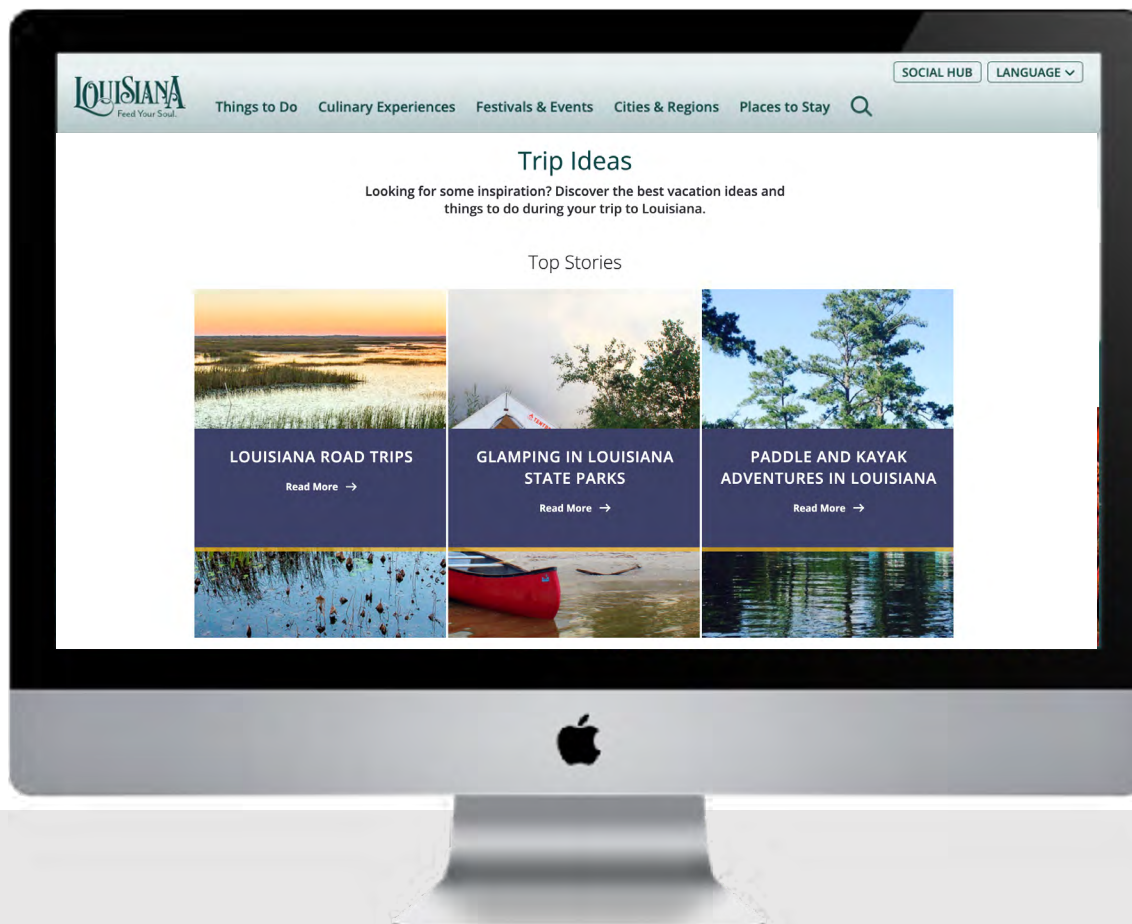 SOCIAL HUB
LANGUAGE
LOUISIANA
Feed Your Soul.
Things to Do
Culinary Experiences
Festivals & Events
Cities & Regions
Places to Stay
Trip Ideas
Looking for some inspiration? Discover the best vacation ideas and
things to do during your trip to Louisiana.
Top Stories
LOUISIANA ROAD TRIPS
Read More
GLAMPING IN LOUISIANA
STATE PARKS
Read More
PADDLE AND KAYAK
ADVENTURES IN LOUISIANA
Read More